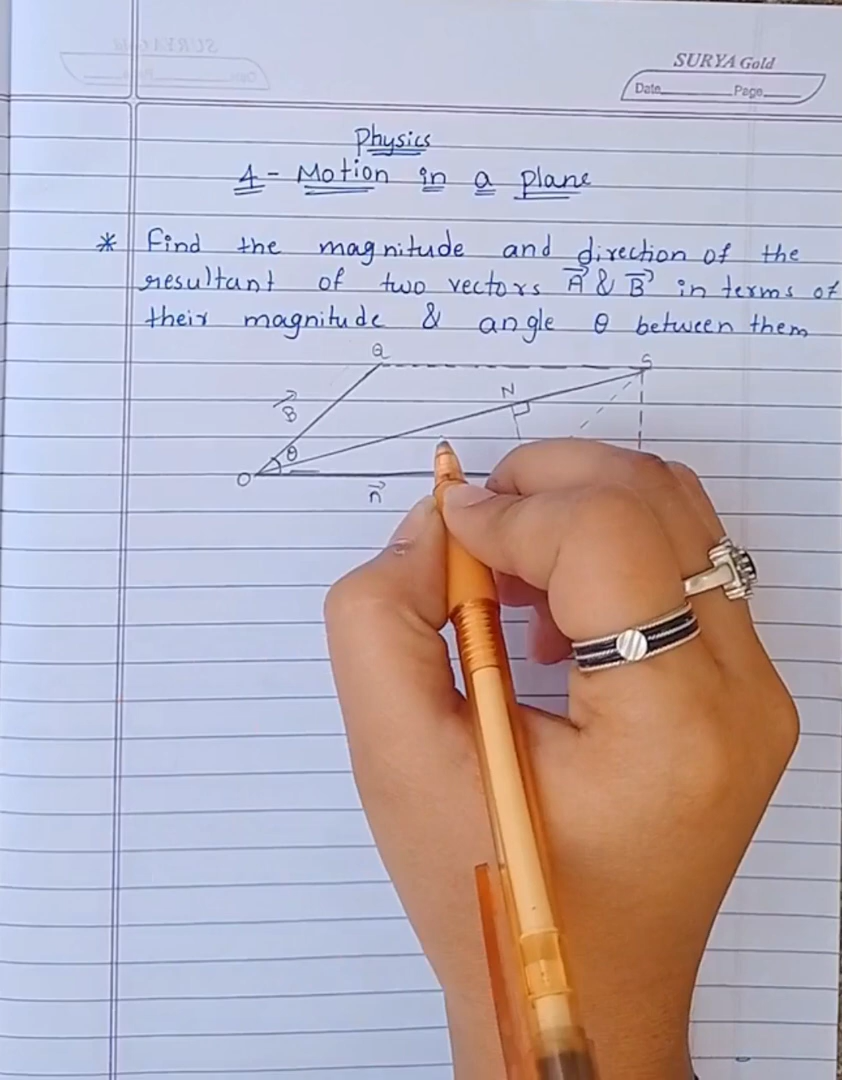 SURYA Gold
Date Page
Physics
4 - Motion in a plane
* Find the magnitude and direction of the
resultant of two vectors A⃗ & B⃗ in terms of
their magnitude & angle θ between them
Q S
N
B⃗
θ
O
n⃗